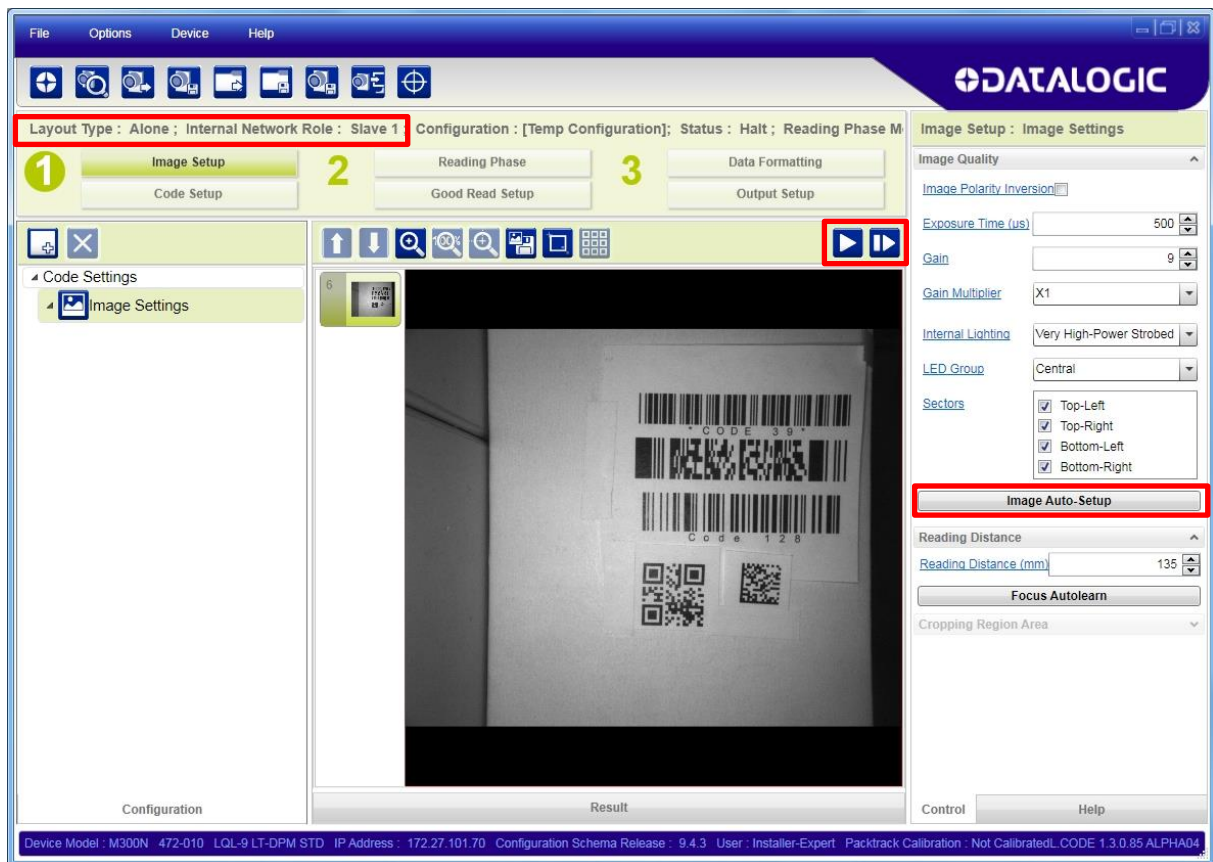 File Options Device Help
DATALOGIC
Layout Type : Alone ; Internal Network Role : Slave 1 ; Configuration : [Temp Configuration]; Status : Halt ; Reading Phase M
1 Image Setup 2 Reading Phase 3 Data Formatting
Code Setup Good Read Setup Output Setup
Code Settings
Image Settings
100%
6
* CODE 39 *
Code 128
Image Setup : Image Settings
Image Quality
Image Polarity Inversion
Exposure Time (us) 500
Gain 9
Gain Multiplier X1
Internal Lighting Very High-Power Strobed
LED Group Central
Sectors Top-Left
Top-Right
Bottom-Left
Bottom-Right
Image Auto-Setup
Reading Distance
Reading Distance (mm) 135
Focus Autolearn
Cropping Region Area
Configuration Result Control Help
Device Model : M300N 472-010 LQL-9 LT-DPM STD IP Address : 172.27.101.70 Configuration Schema Release : 9.4.3 User : Installer-Expert Packtrack Calibration : Not CalibratedL.CODE 1.3.0.85 ALPHA04